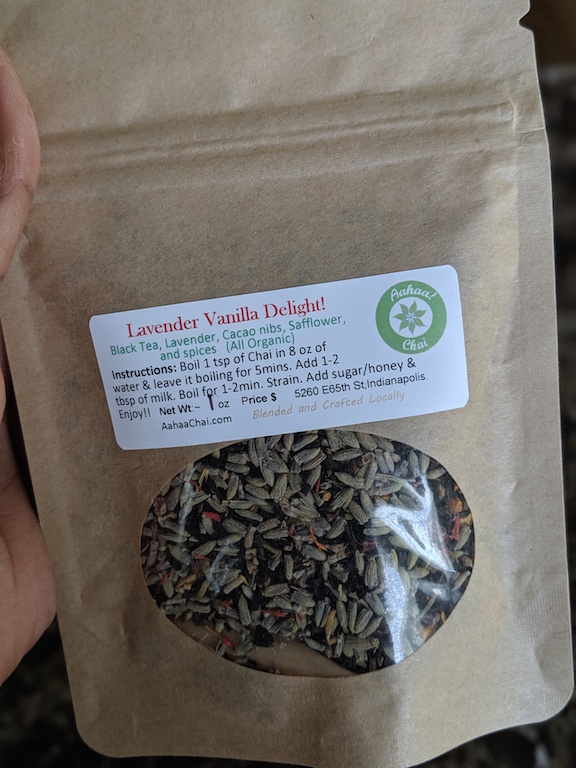 Lavender Vanilla Delight!
Black Tea, Lavender, Cacao nibs, Safflower,
and spices (All Organic)
Instructions: Boil 1 tsp of Chai in 8 oz of
water & leave it boiling for 5mins. Add 1-2
tbsp of milk. Boil for 1-2min. Strain. Add sugar/honey &
Enjoy!! Net Wt:~ 1 oz Price $ 5260 E65th St,Indianapolis.
AahaaChai.com Blended and Crafted Locally
Aahaa!
Chai